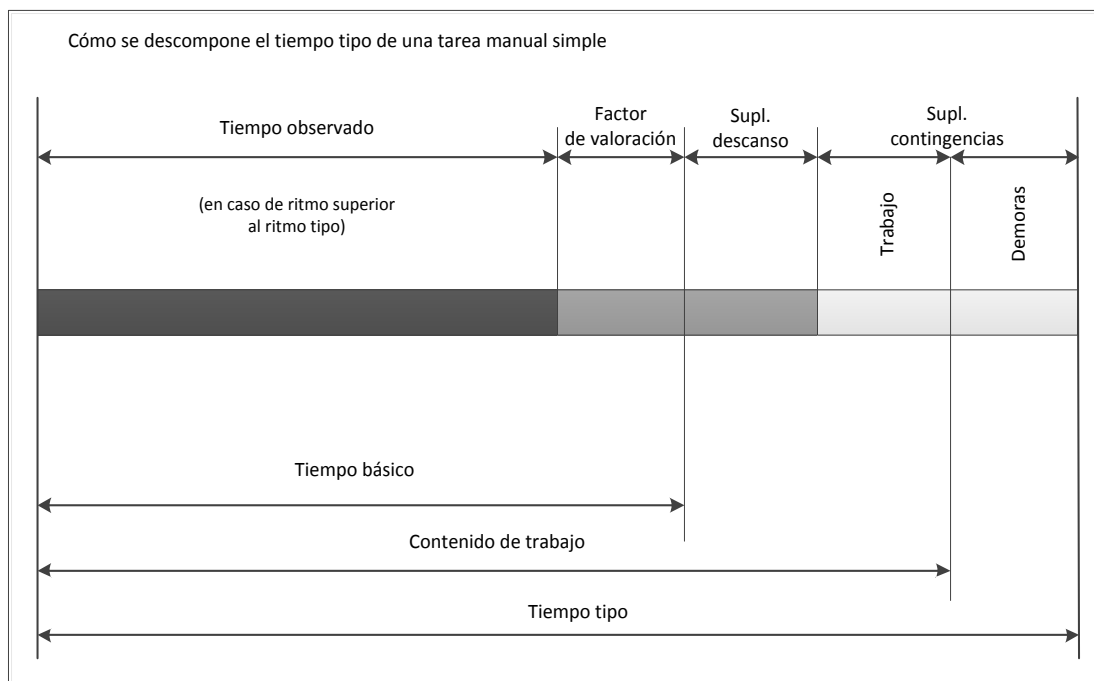 Cómo se descompone el tiempo tipo de una tarea manual simple
Tiempo observado
Factor
de valoración
Supl.
descanso
Supl.
contingencias
(en caso de ritmo superior
al ritmo tipo)
Trabajo
Demoras
Tiempo básico
Contenido de trabajo
Tiempo tipo